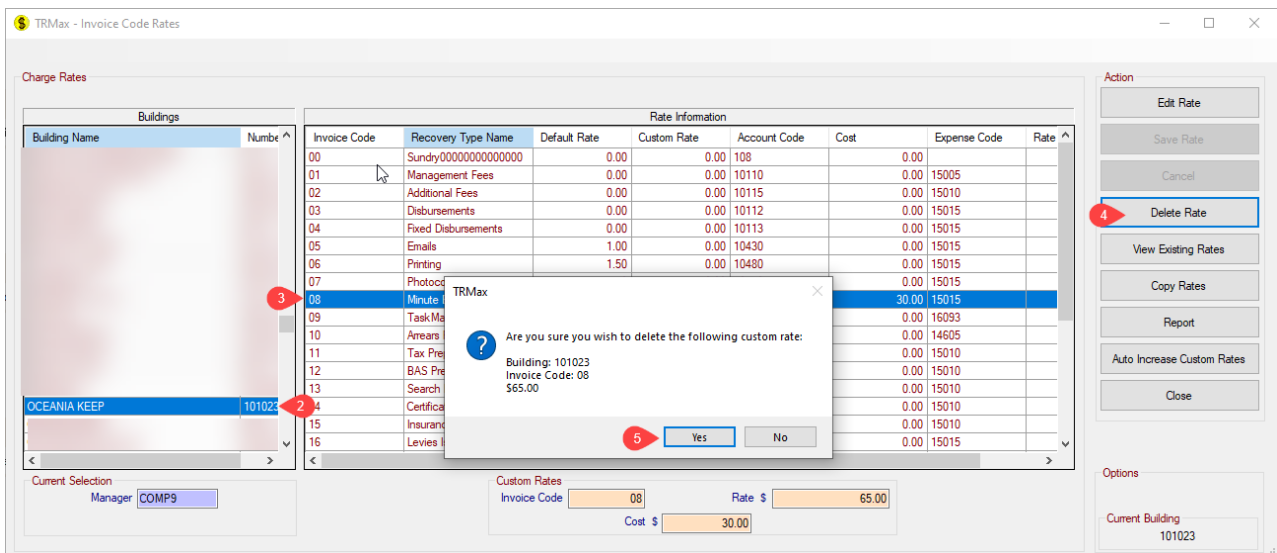 TRMax - Invoice Code Rates
Charge Rates
Buildings
Building Name Numbe
OCEANIA KEEP 101023
2
Rate Information
Invoice Code Recovery Type Name Default Rate Custom Rate Account Code Cost Expense Code Rate
00 Sundry00000000000000 0.00 0.00 108 0.00
01 Management Fees 0.00 0.00 10110 0.00 15005
02 Additional Fees 0.00 0.00 10115 0.00 15010
03 Disbursements 0.00 0.00 10112 0.00 15015
04 Fixed Disbursements 0.00 0.00 10113 0.00 15015
05 Emails 1.00 0.00 10430 0.00 15015
06 Printing 1.50 0.00 10480 0.00 15015
07 Photoco 0.00 15015
3 08 Minute 30.00 15015
09 TaskMa 0.00 16093
10 Arrears 0.00 14605
11 Tax Pre 0.00 15010
12 BAS Pre 0.00 15010
13 Search 0.00 15010
4 Certifica 0.00 15010
15 Insuranc 0.00 15010
16 Levies 0.00 15015
TRMax
Are you sure you wish to delete the following custom rate:
Building: 101023
Invoice Code: 08
$65.00
5 Yes No
Current Selection
Manager COMP9
Custom Rates
Invoice Code 08 Rate $ 65.00
Cost $ 30.00
Action
Edit Rate
Save Rate
Cancel
4 Delete Rate
View Existing Rates
Copy Rates
Report
Auto Increase Custom Rates
Close
Options
Current Building
101023